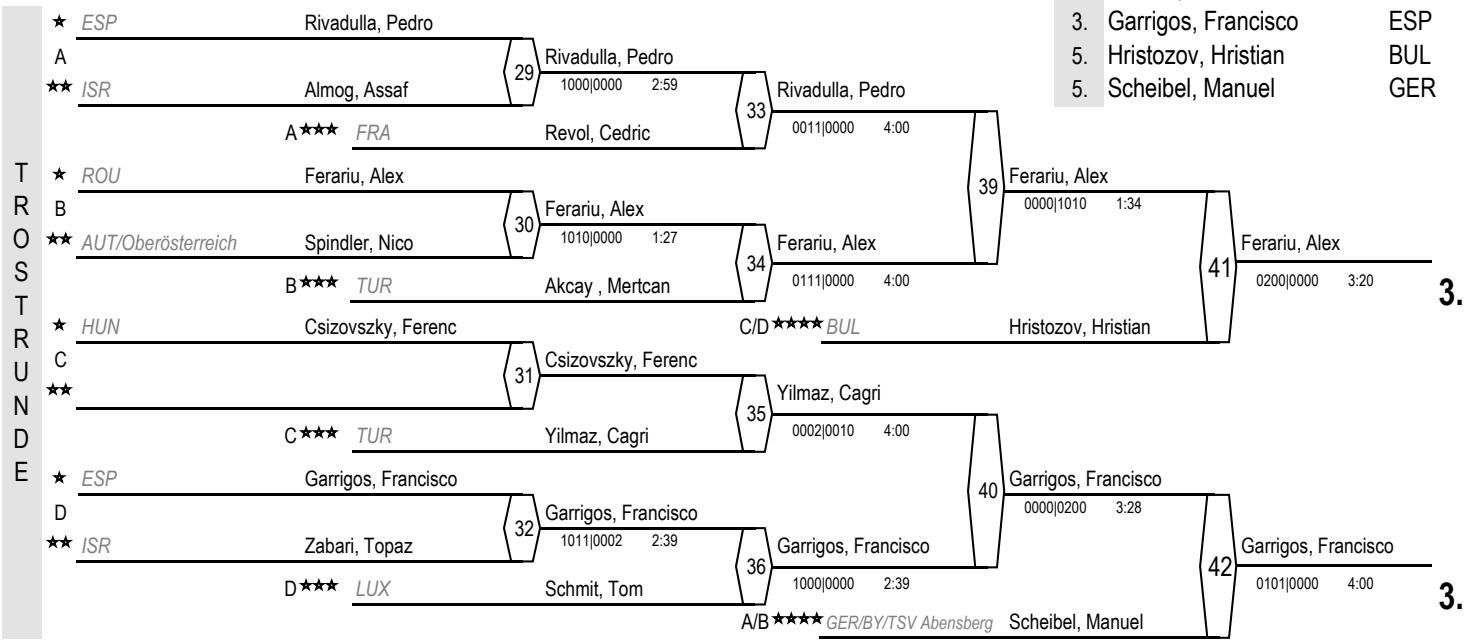 3. Garrigos, Francisco ESP
5. Hristozov, Hristian BUL
5. Scheibel, Manuel GER
TROSTRUNDE
★ ESP Rivadulla, Pedro
A
★★ ISR Almog, Assaf
29
Rivadulla, Pedro
1000|0000 2:59
A ★★★ FRA Revol, Cedric
33
Rivadulla, Pedro
0011|0000 4:00
★ ROU Ferariu, Alex
B
★★ AUT/Oberösterreich Spindler, Nico
30
Ferariu, Alex
1010|0000 1:27
B ★★★ TUR Akcay , Mertcan
34
Ferariu, Alex
0111|0000 4:00
39
Ferariu, Alex
0000|1010 1:34
C/D ★★★★ BUL Hristozov, Hristian
41
Ferariu, Alex
0200|0000 3:20
3.
★ HUN Csizovszky, Ferenc
C
★★
31
Csizovszky, Ferenc
C ★★★ TUR Yilmaz, Cagri
35
Yilmaz, Cagri
0002|0010 4:00
★ ESP Garrigos, Francisco
D
★★ ISR Zabari, Topaz
32
Garrigos, Francisco
1011|0002 2:39
D ★★★ LUX Schmit, Tom
36
Garrigos, Francisco
1000|0000 2:39
40
Garrigos, Francisco
0000|0200 3:28
A/B ★★★★ GER/BY/TSV Abensberg Scheibel, Manuel
42
Garrigos, Francisco
0101|0000 4:00
3.